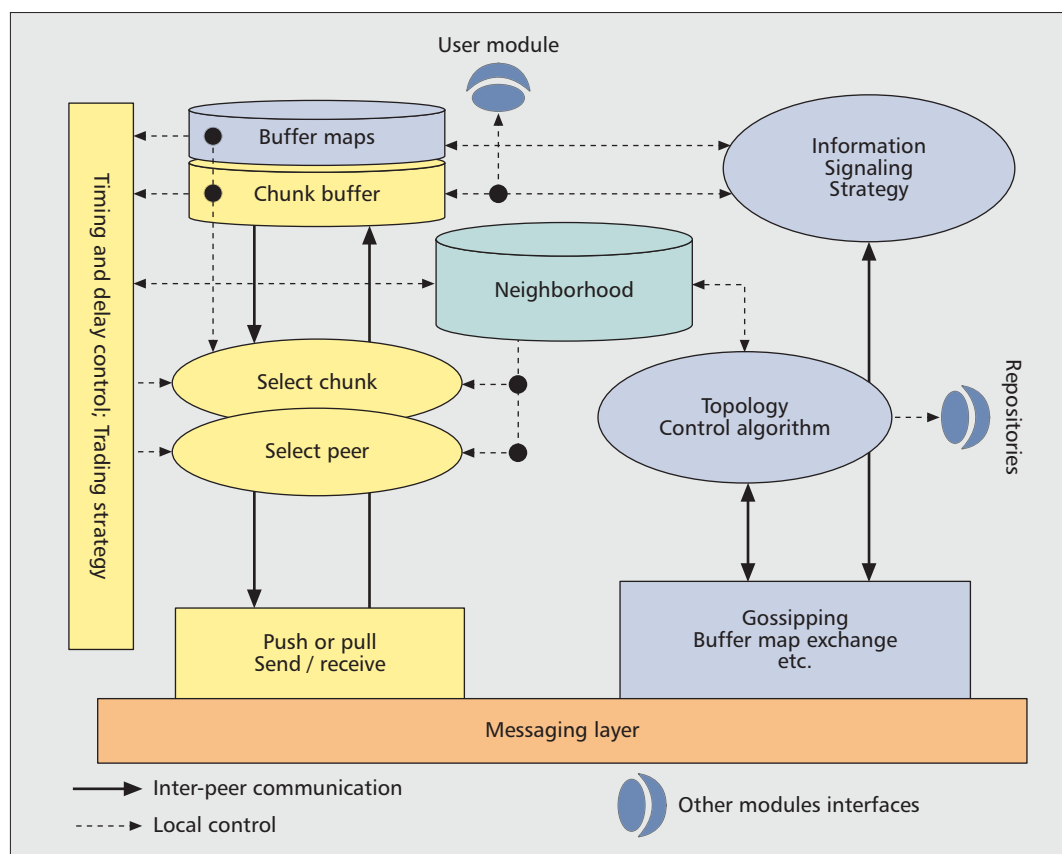 User module
Buffer maps
Chunk buffer
Information
Signaling
Strategy
Timing and delay control; Trading strategy
Neighborhood
Select chunk
Select peer
Topology
Control algorithm
Repositories
Push or pull
Send / receive
Gossipping
Buffer map exchange
etc.
Messaging layer
Inter-peer communication
Local control
Other modules interfaces